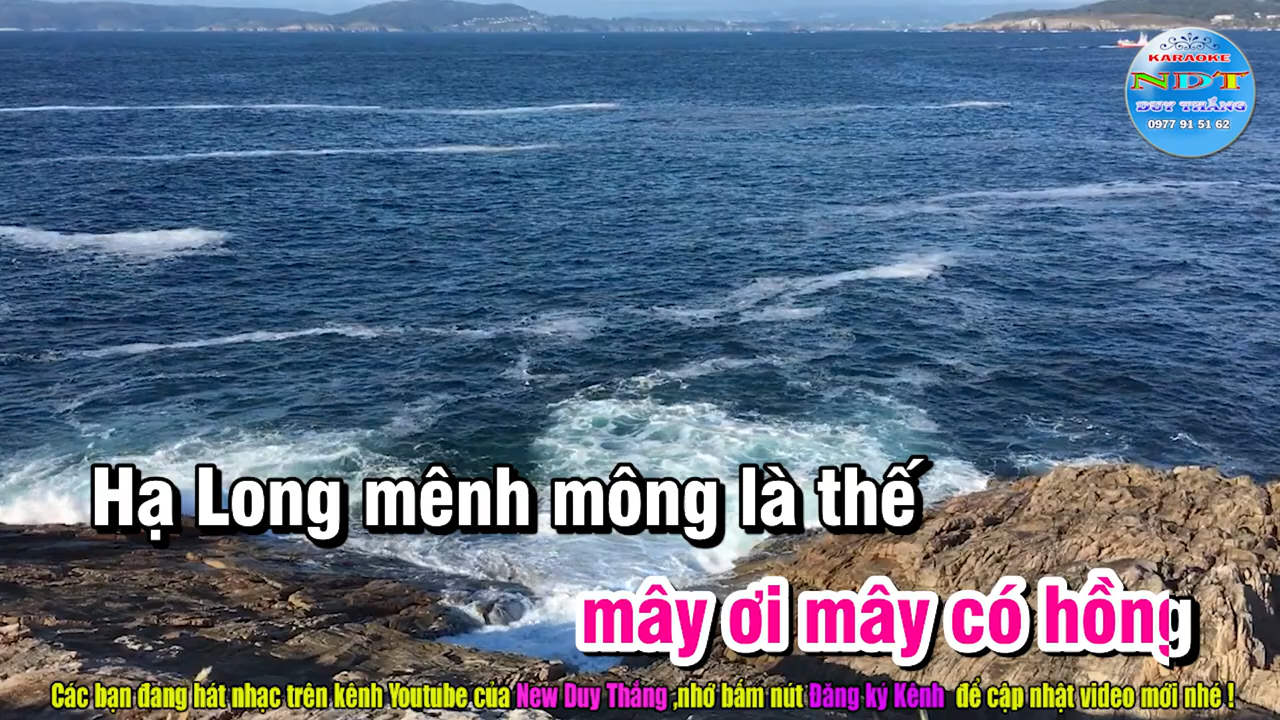 KARAOKE
NDT
DUY THẮNG
0977 91 51 62
Hạ Long mênh mông là thế
mây ơi mây có hồng
Các bạn đang hát nhạc trên kênh Youtube của New Duy Thắng ,nhớ bấm nút Đăng ký Kênh để cập nhật video mới nhé !